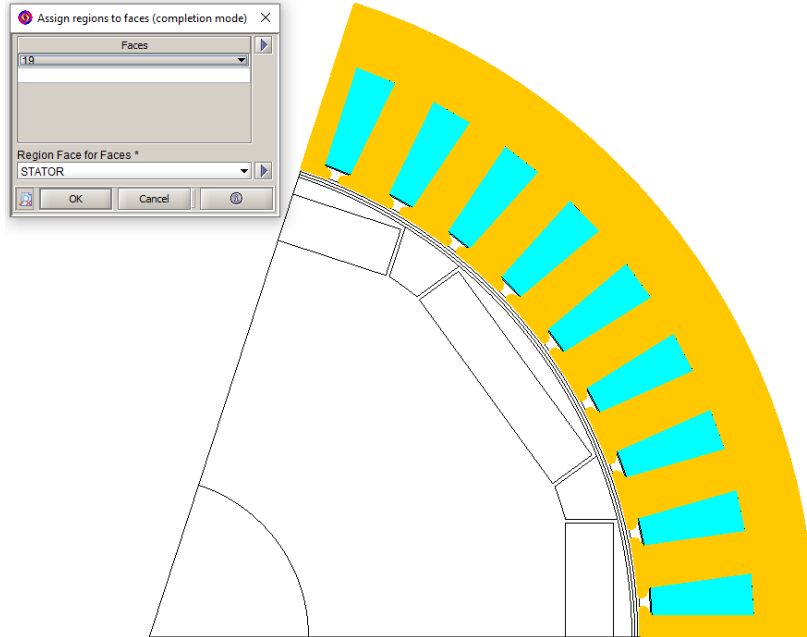 Assign regions to faces (completion mode)
Faces
19
Region Face for Faces *
STATOR
OK
Cancel